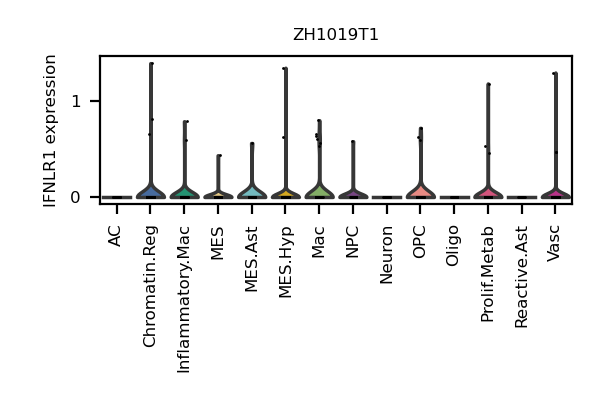 ZH1019T1
IFNLR1 expression
1
0
AC
Chromatin.Reg
Inflammatory.Mac
MES
MES.Ast
MES.Hyp
Mac
NPC
Neuron
OPC
Oligo
Prolif.Metab
Reactive.Ast
Vasc